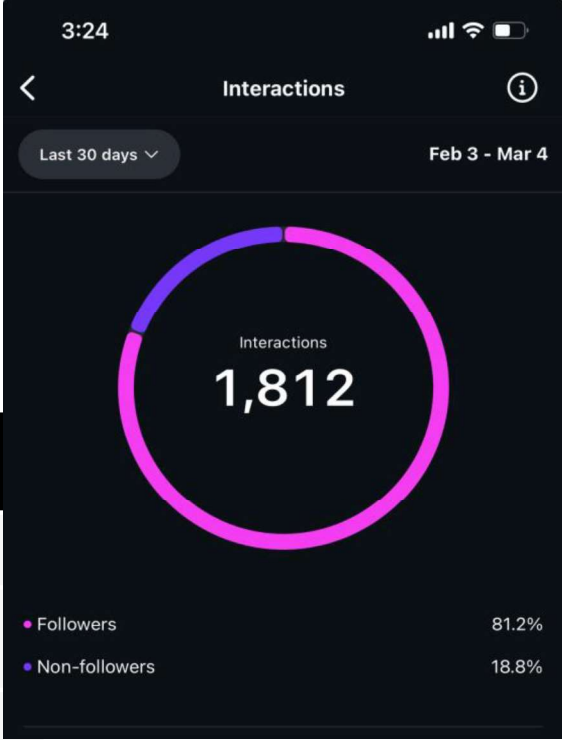 3:24
Interactions
Last 30 days
Feb 3 - Mar 4
Interactions
1,812
Followers
81.2%
Non-followers
18.8%